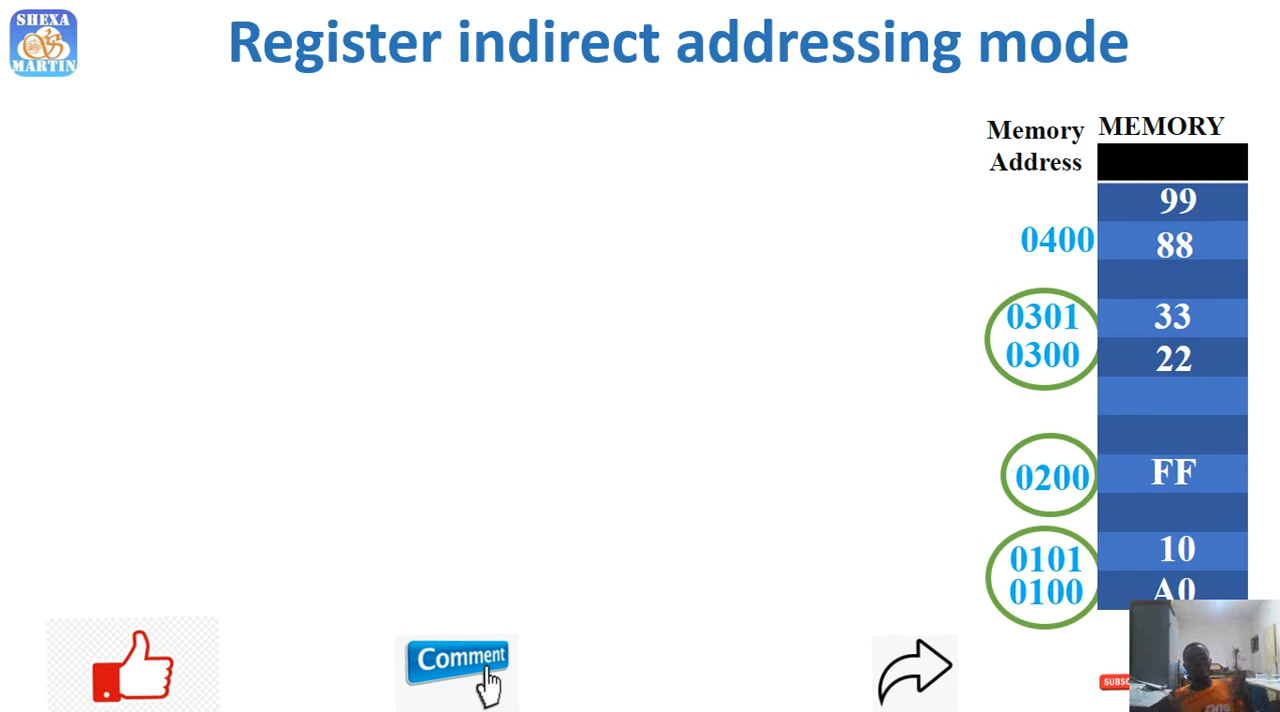 SHEXA
MARTIN
Register indirect addressing mode
Memory
Address
MEMORY
99
0400 88
0301 33
0300 22
0200 FF
0101 10
0100 A0
Comment